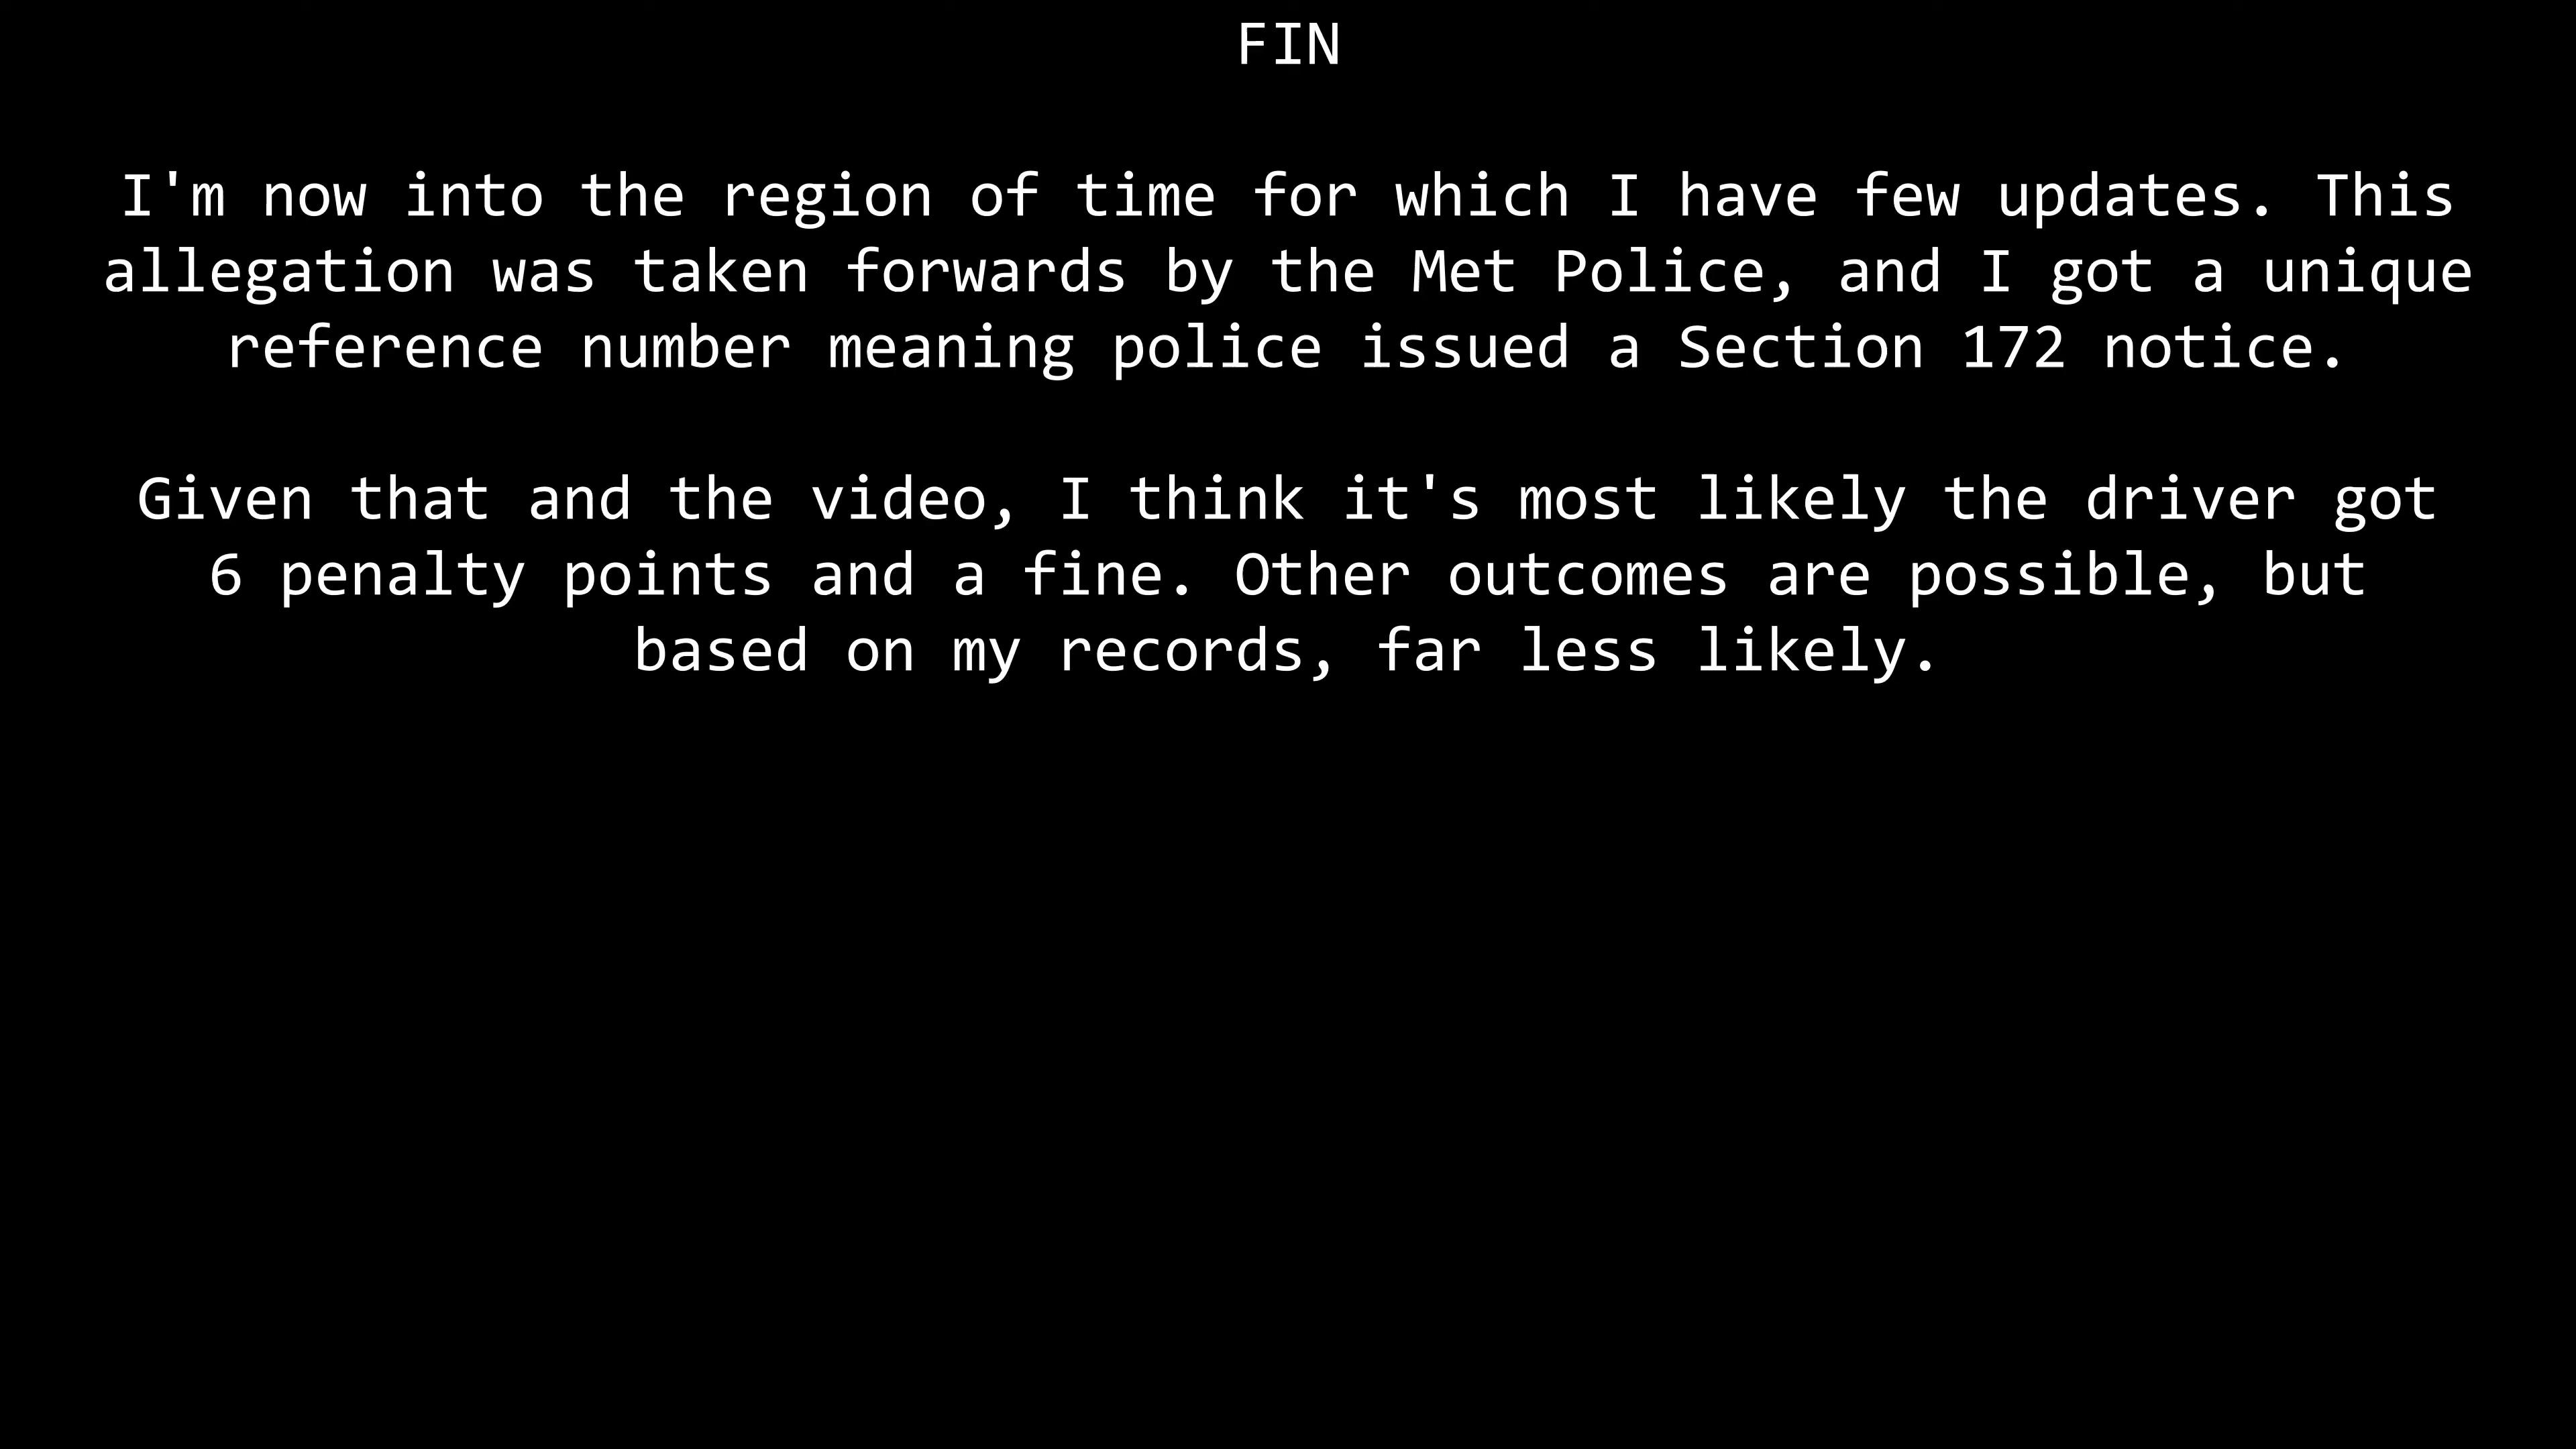 FIN
I'm now into the region of time for which I have few updates. This
allegation was taken forwards by the Met Police, and I got a unique
reference number meaning police issued a Section 172 notice.
Given that and the video, I think it's most likely the driver got
6 penalty points and a fine. Other outcomes are possible, but
based on my records, far less likely.